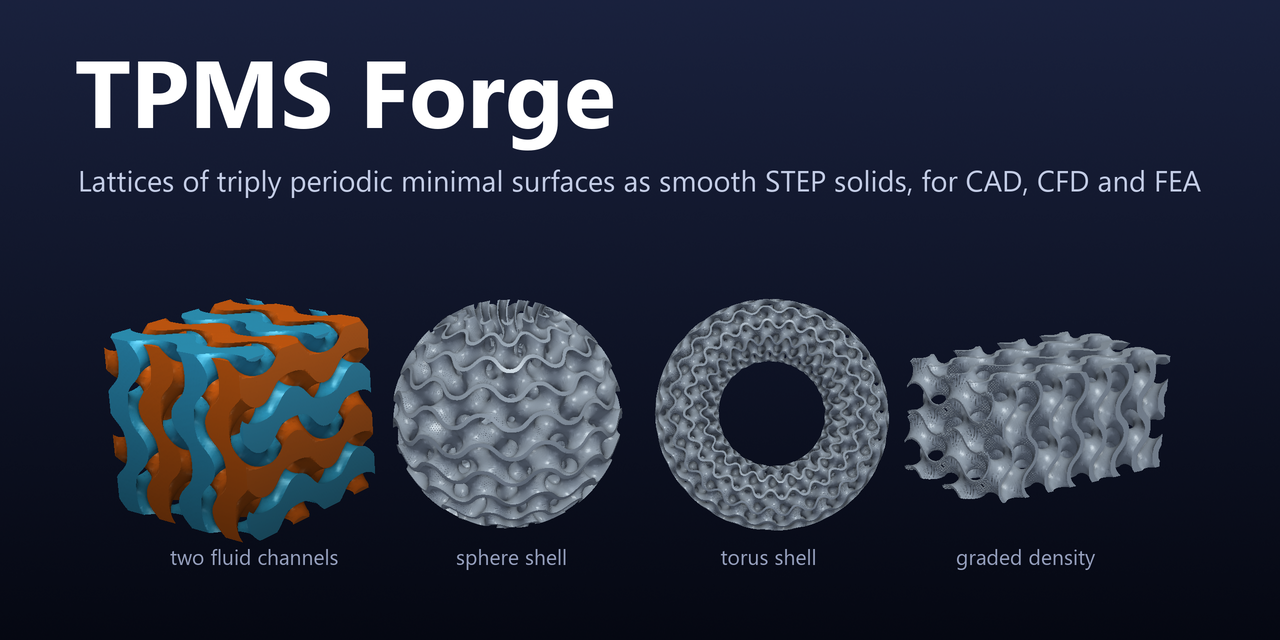 TPMS Forge
Lattices of triply periodic minimal surfaces as smooth STEP solids, for CAD, CFD and FEA
two fluid channels
sphere shell
torus shell
graded density